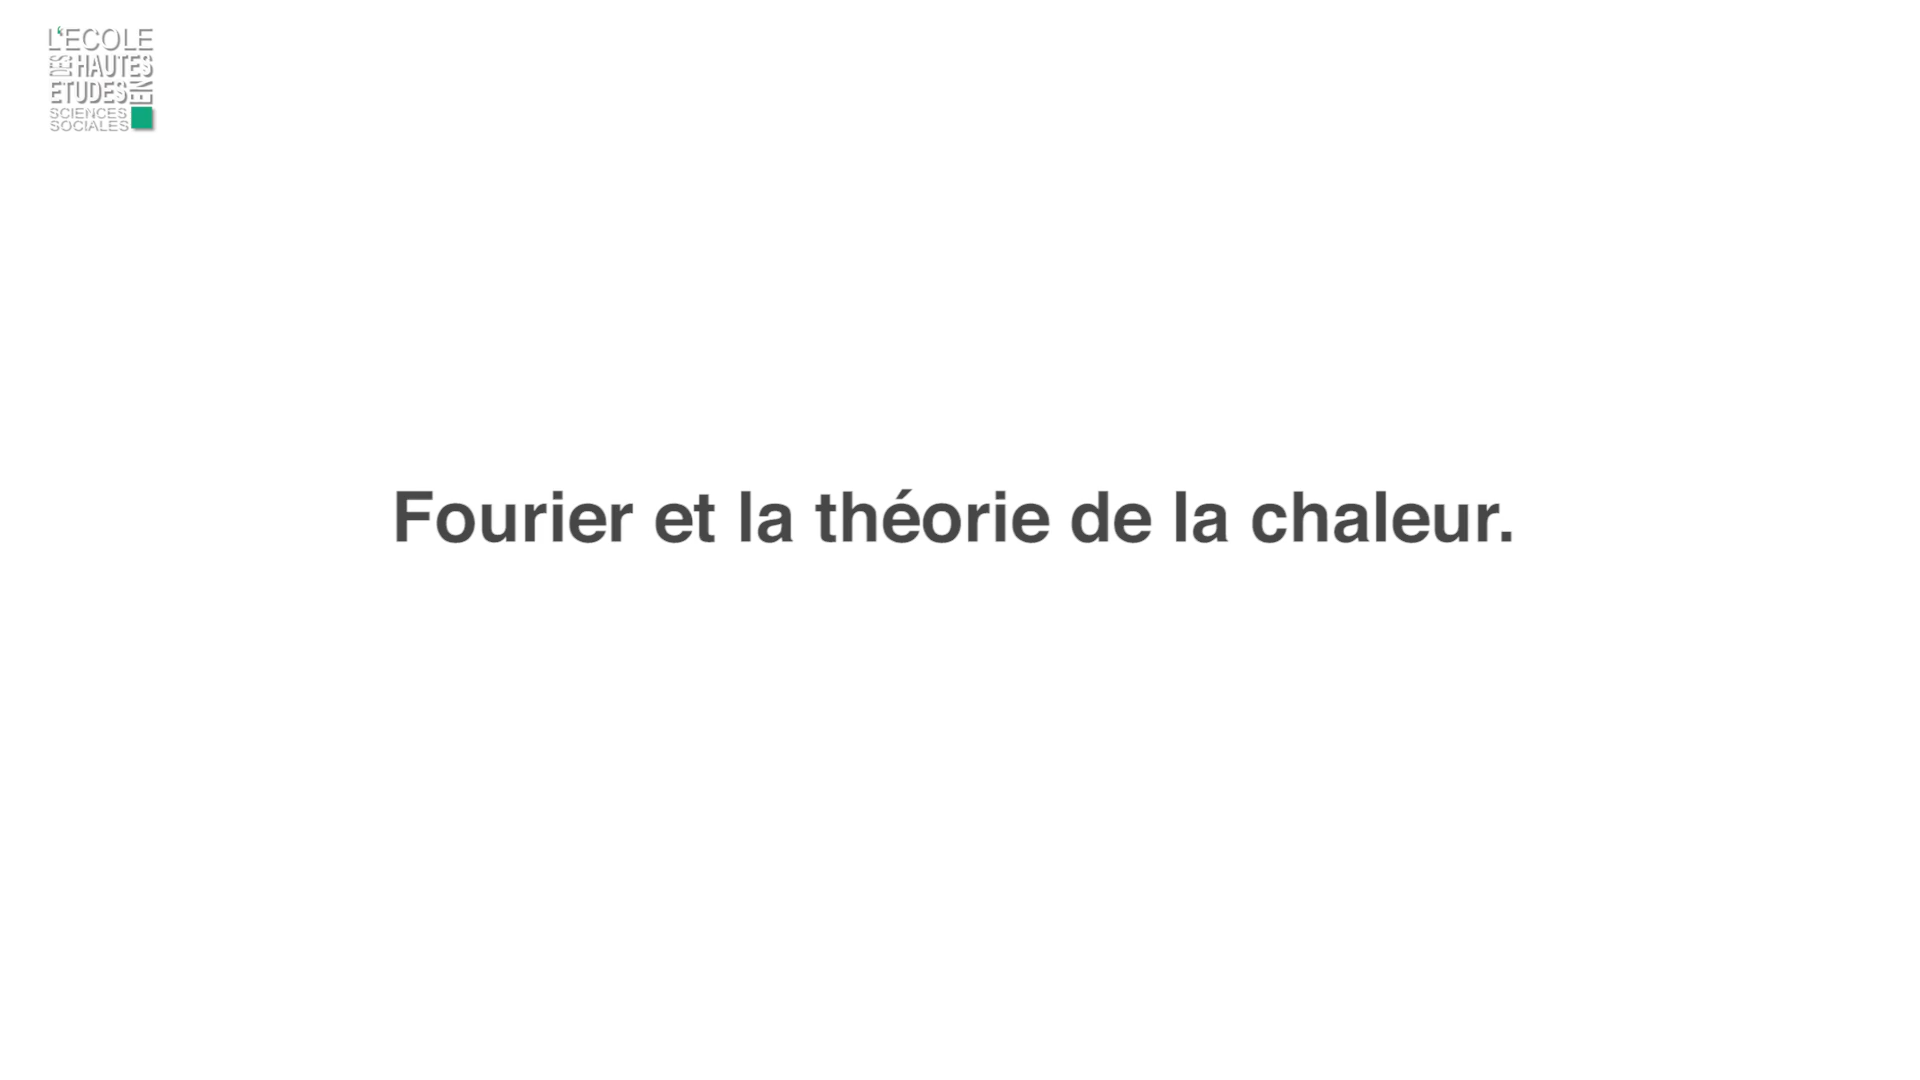 L'ECOLE
DES HAUTES
ETUDES EN
SCIENCES
SOCIALES
Fourier et la théorie de la chaleur.